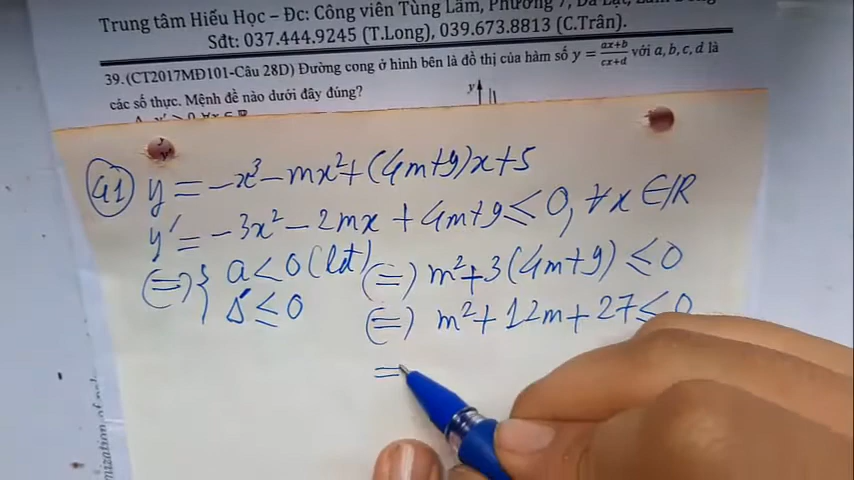 Trung tâm Hiếu Học – Đc: Công viên Tùng Lâm, Phường 7, Đà Lạt, Lâm Đồng
Sđt: 037.444.9245 (T.Long), 039.673.8813 (C.Trân).
39.(CT2017MĐ101-Câu 28D) Đường cong ở hình bên là đồ thị của hàm số y = \frac{ax+b}{cx+d} với a, b, c, d là
các số thực. Mệnh đề nào dưới đây đúng?
y
41 y = -x³ - mx² + (4m+9)x + 5
y' = -3x² - 2mx + 4m+9 ≤ 0, ∀x ∈ R
(=) { a < 0 (lđ) (=) m² + 3(4m+9) ≤ 0
Δ' ≤ 0 (=) m² + 12m + 27 ≤ 0
=